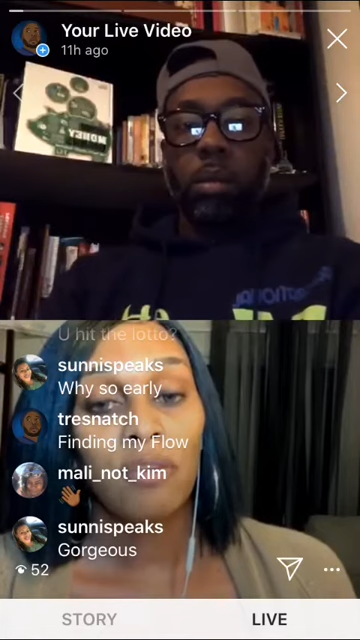 Your Live Video
11h ago
MONEY
U hit the lotto?
sunnispeaks
Why so early
tresnatch
Finding my Flow
mali_not_kim
👋
sunnispeaks
Gorgeous
52
STORY
LIVE